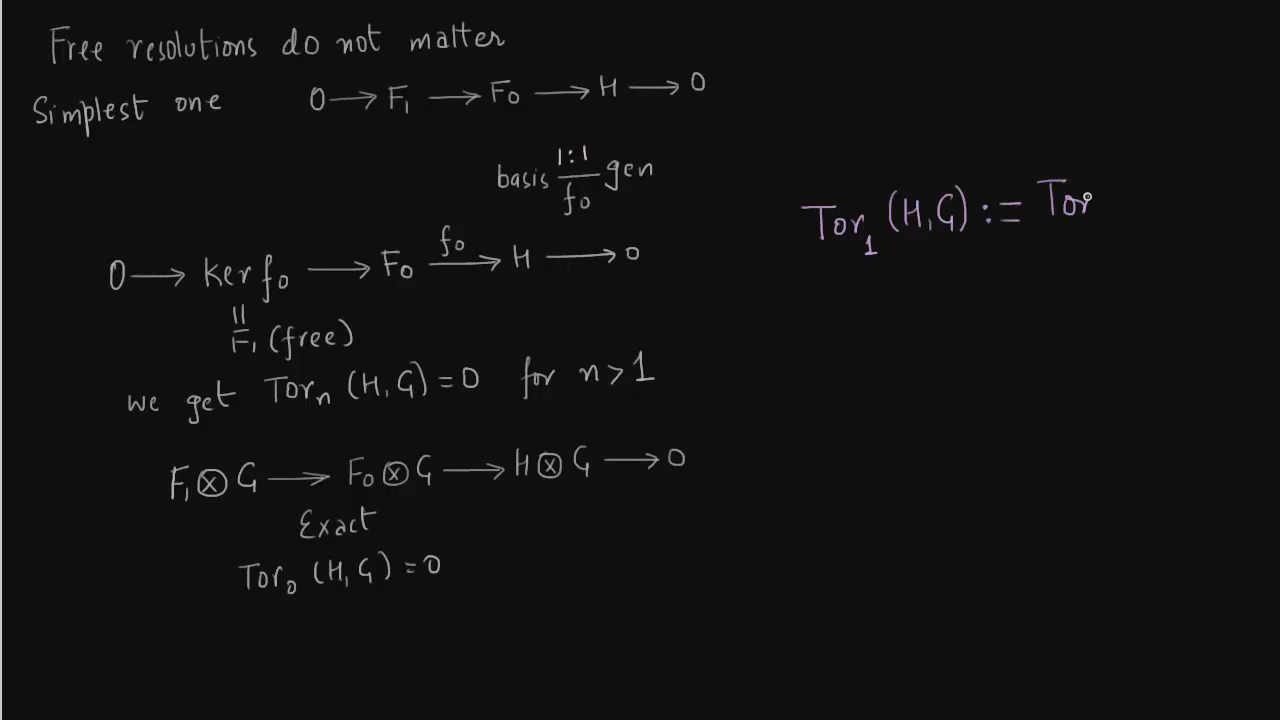 Free resolutions do not matter
Simplest one 0 → F₁ → F₀ → H → 0
basis 1:1 gen
f₀
0 → ker f₀ → F₀ → H → 0
f₀
॥
F₁ (free)
we get Torₙ (H, G) = 0 for n > 1
F₁ ⊗ G → F₀ ⊗ G → H ⊗ G → 0
Exact
Tor₀ (H, G) = 0
Tor₁ (H, G) := Tor